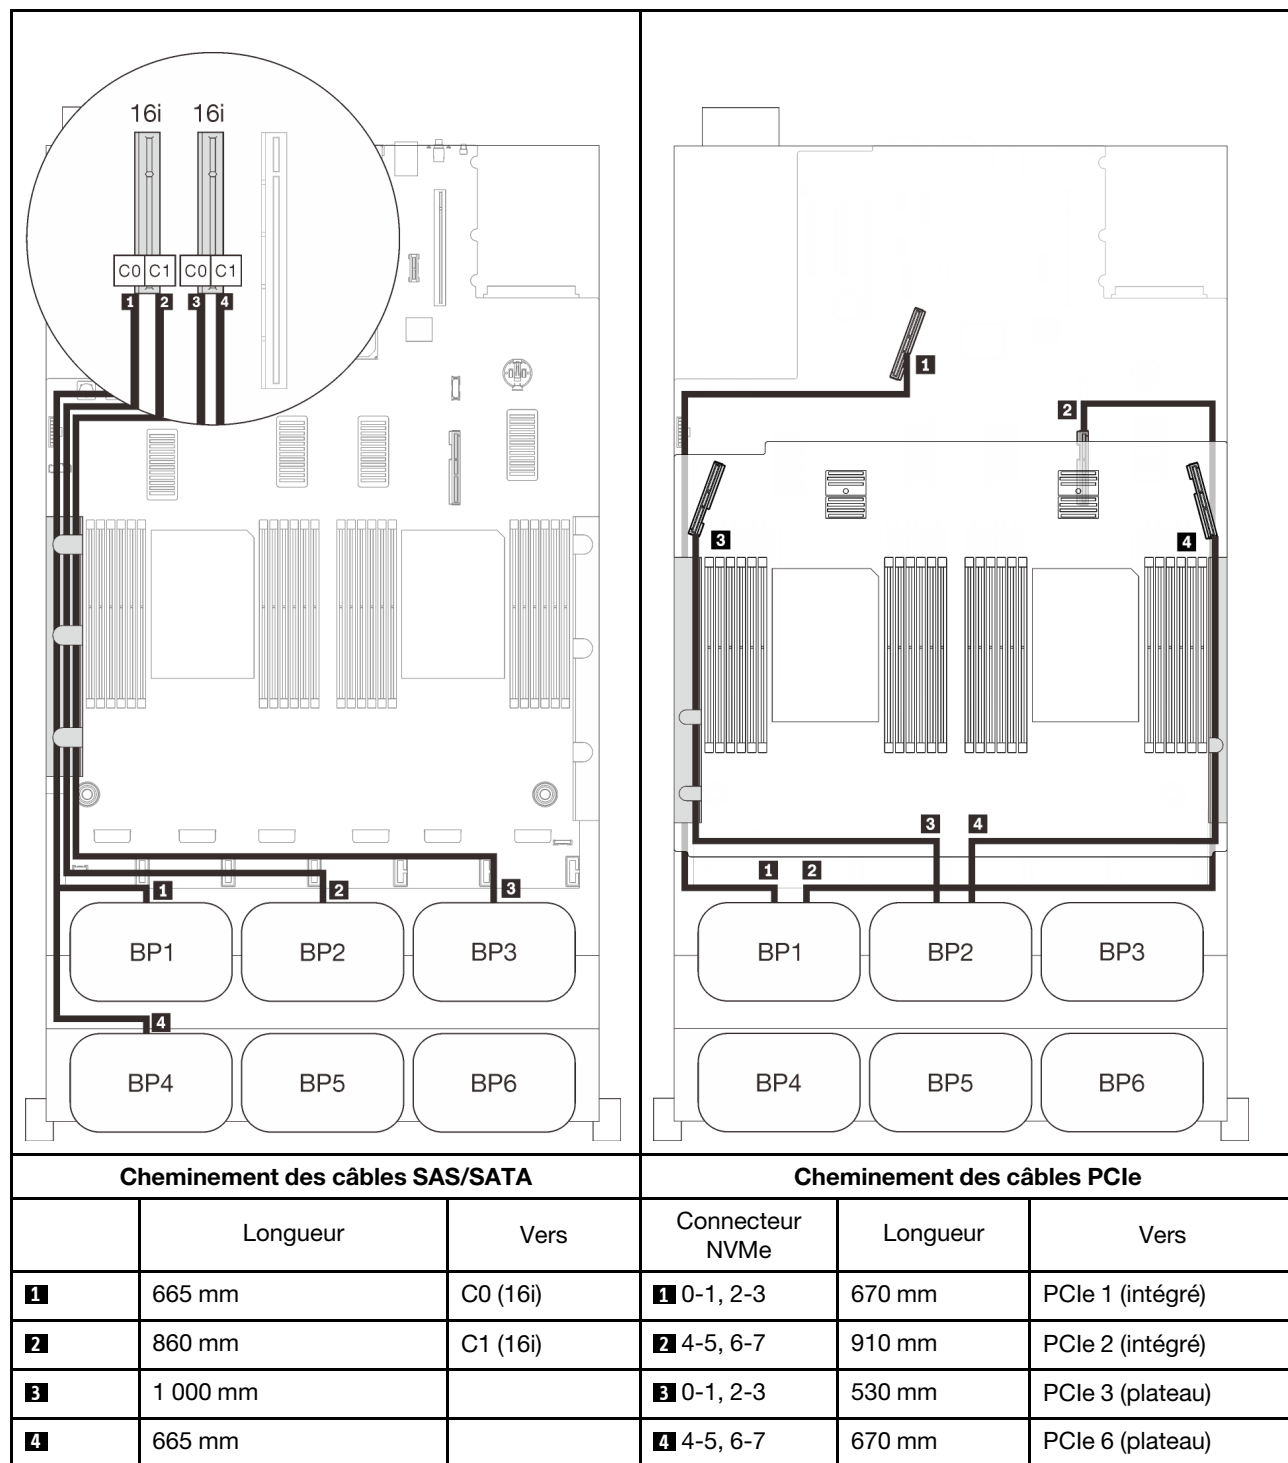 16i 16i
C0 C1 C0 C1
1 2 3 4
1 2 3
BP1 BP2 BP3
4
BP4 BP5 BP6
1
2
3 4
3 4
1 2
BP1 BP2 BP3
BP4 BP5 BP6
Cheminement des câbles SAS/SATA Cheminement des câbles PCIe
Longueur Vers Connecteur NVMe Longueur Vers
1 665 mm C0 (16i) 1 0-1, 2-3 670 mm PCIe 1 (intégré)
2 860 mm C1 (16i) 2 4-5, 6-7 910 mm PCIe 2 (intégré)
3 1 000 mm 3 0-1, 2-3 530 mm PCIe 3 (plateau)
4 665 mm 4 4-5, 6-7 670 mm PCIe 6 (plateau)